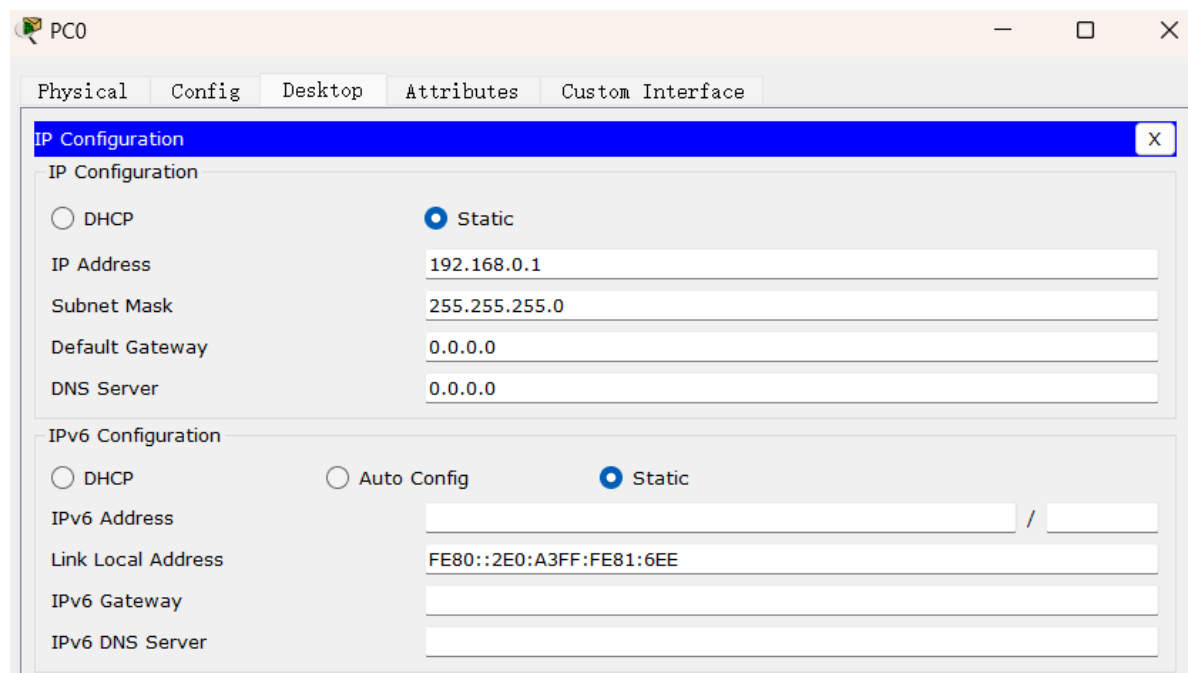 PC0
Physical Config Desktop Attributes Custom Interface
IP Configuration X
IP Configuration
DHCP Static
IP Address 192.168.0.1
Subnet Mask 255.255.255.0
Default Gateway 0.0.0.0
DNS Server 0.0.0.0
IPv6 Configuration
DHCP Auto Config Static
IPv6 Address /
Link Local Address FE80::2E0:A3FF:FE81:6EE
IPv6 Gateway
IPv6 DNS Server